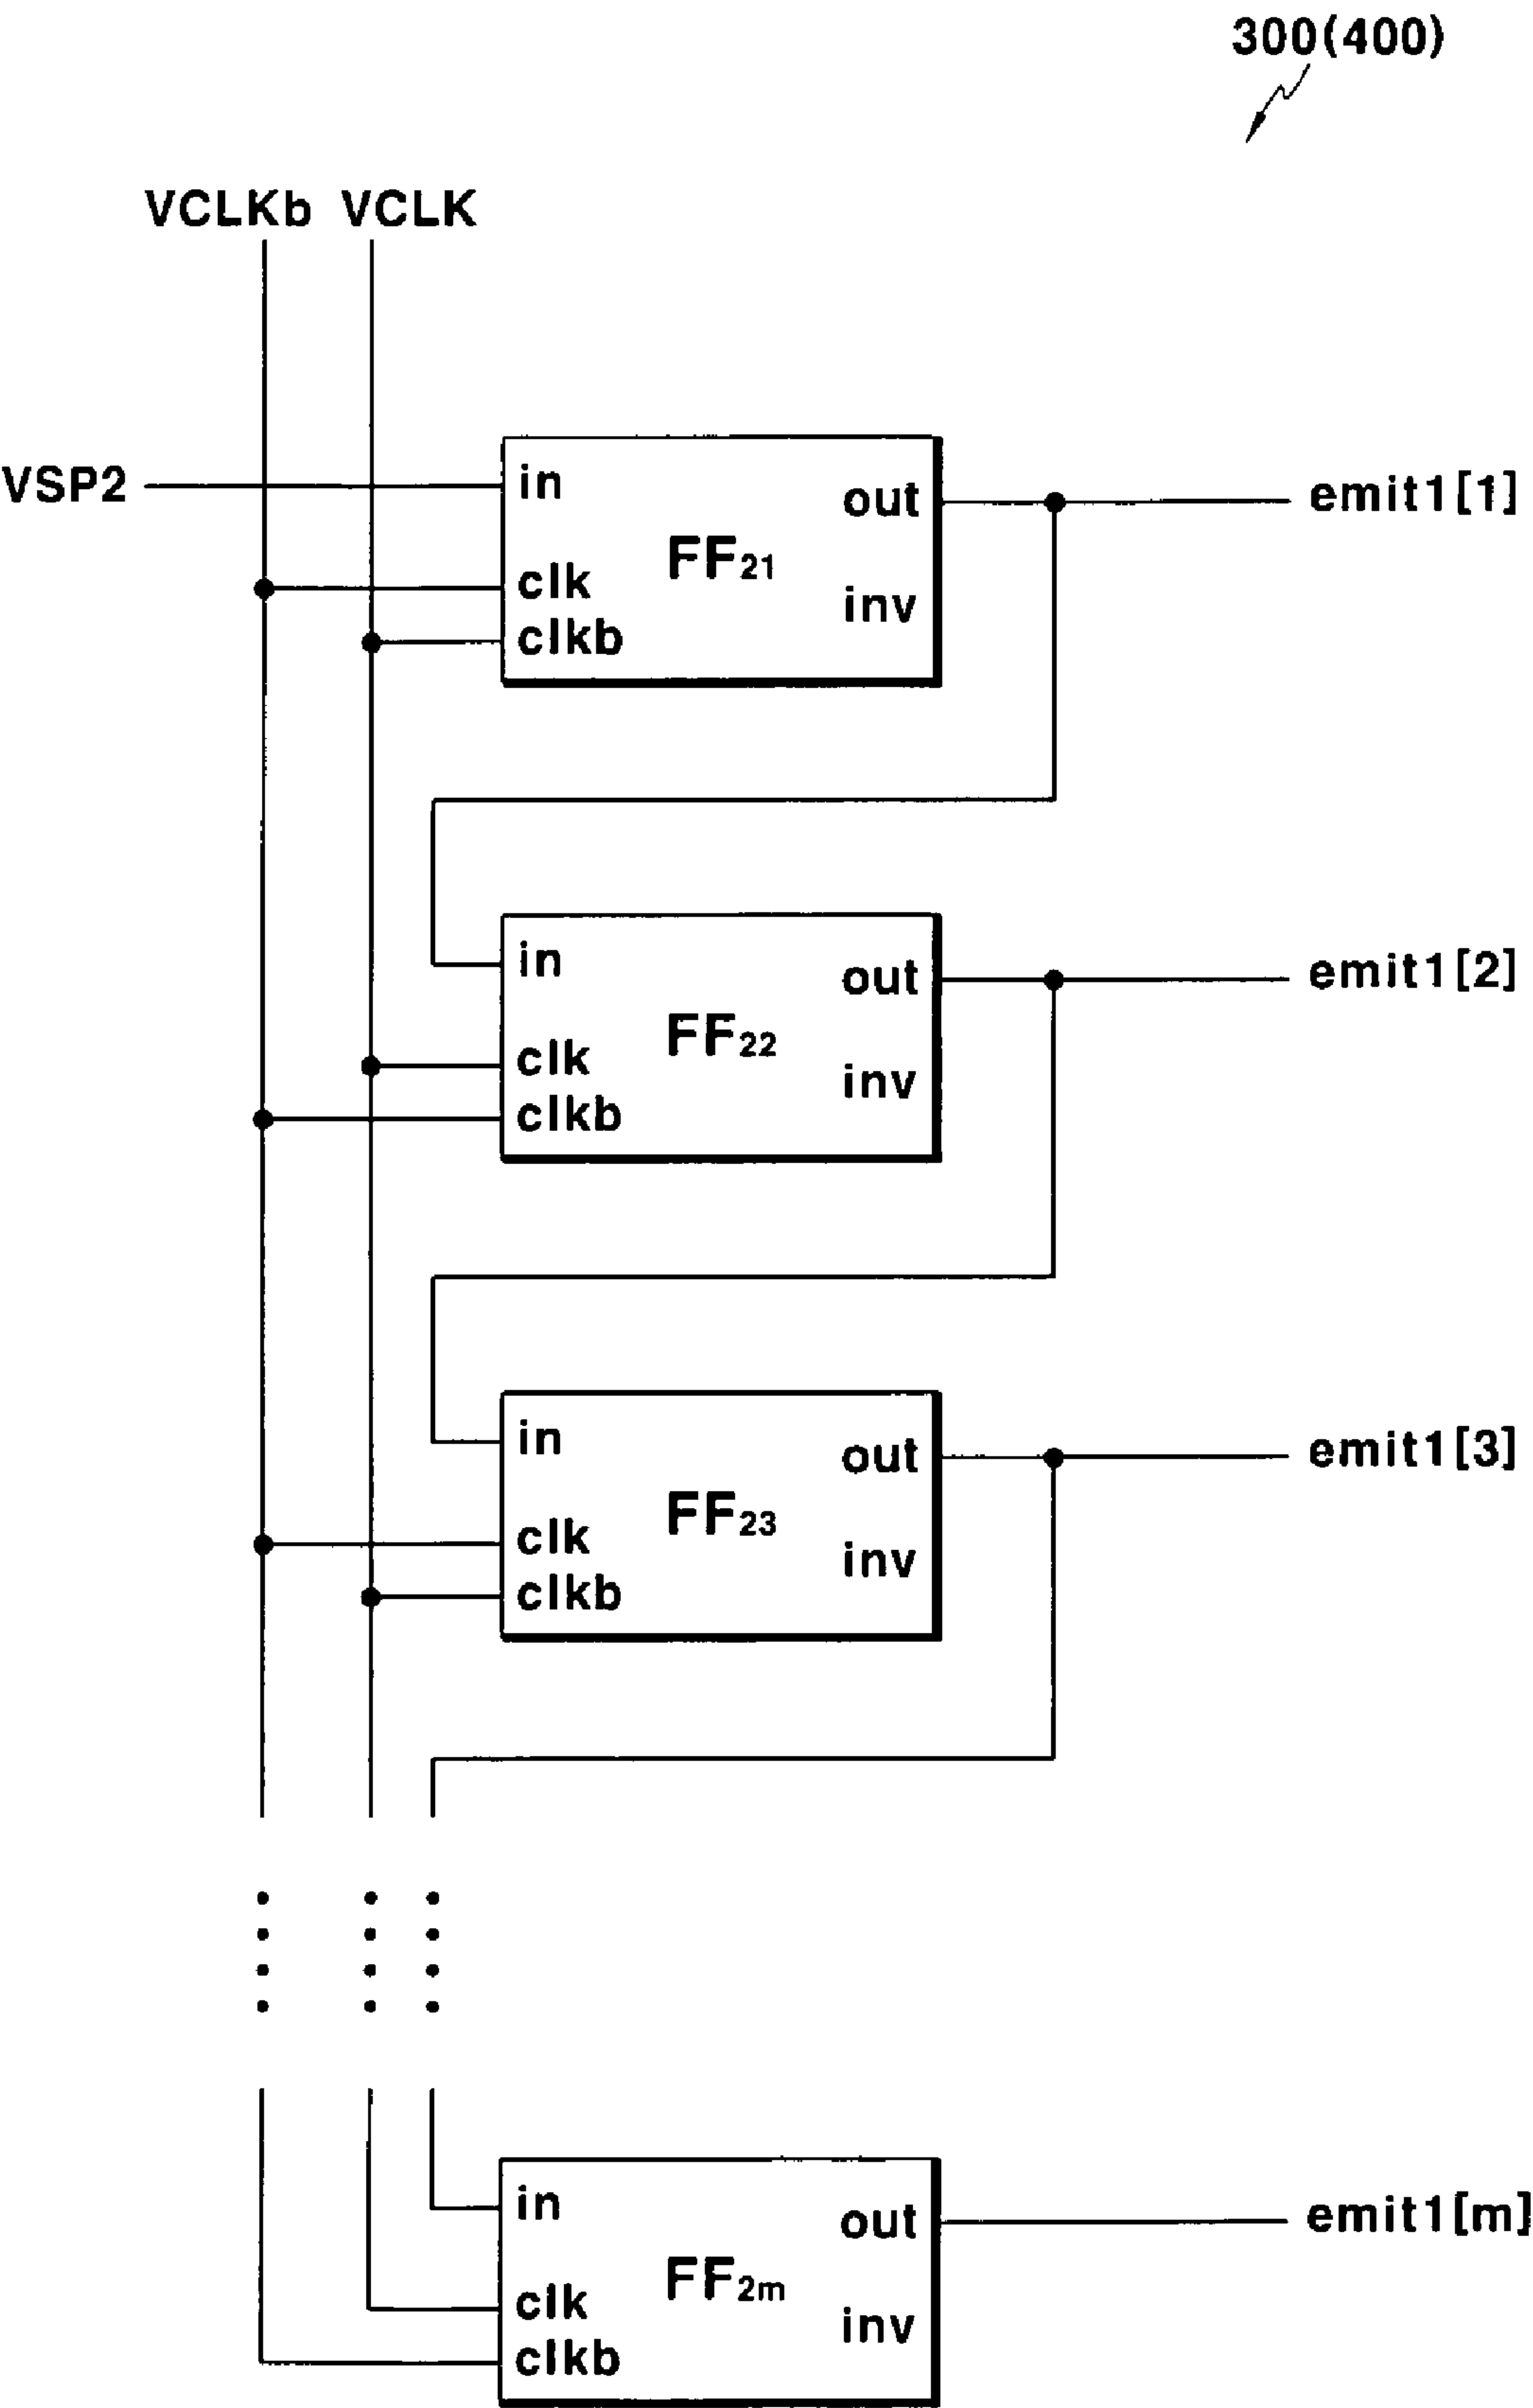 300(400)
VCLKb VCLK
VSP2
in
out
emit1[1]
FF21
clk
inv
clkb
in
out
emit1[2]
FF22
clk
inv
clkb
in
out
emit1[3]
FF23
clk
inv
clkb
in
out
emit1[m]
FF2m
clk
inv
clkb